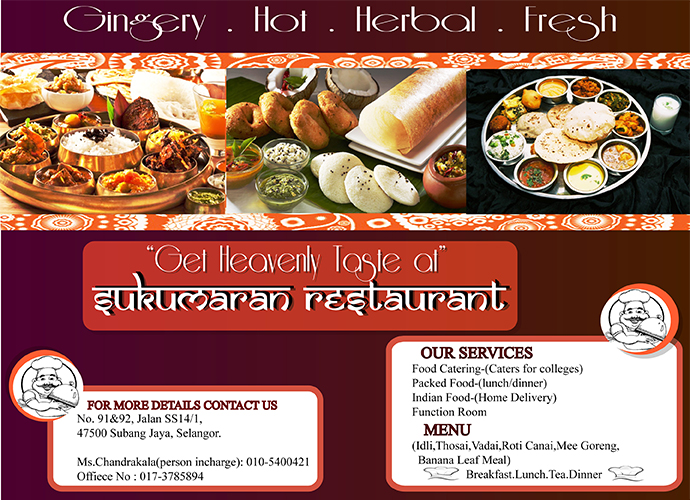 Gingery . Hot . Herbal . Fresh
"Get Heavenly Taste at"
Sukumaran Restaurant
FOR MORE DETAILS CONTACT US
No. 91&92, Jalan SS14/1,
47500 Subang Jaya, Selangor.
Ms.Chandrakala(person incharge): 010-5400421
Offiece No : 017-3785894
OUR SERVICES
Food Catering-(Caters for colleges)
Packed Food-(lunch/dinner)
Indian Food-(Home Delivery)
Function Room
MENU
(Idli,Thosai,Vadai,Roti Canai,Mee Goreng,
Banana Leaf Meal)
Breakfast.Lunch.Tea.Dinner